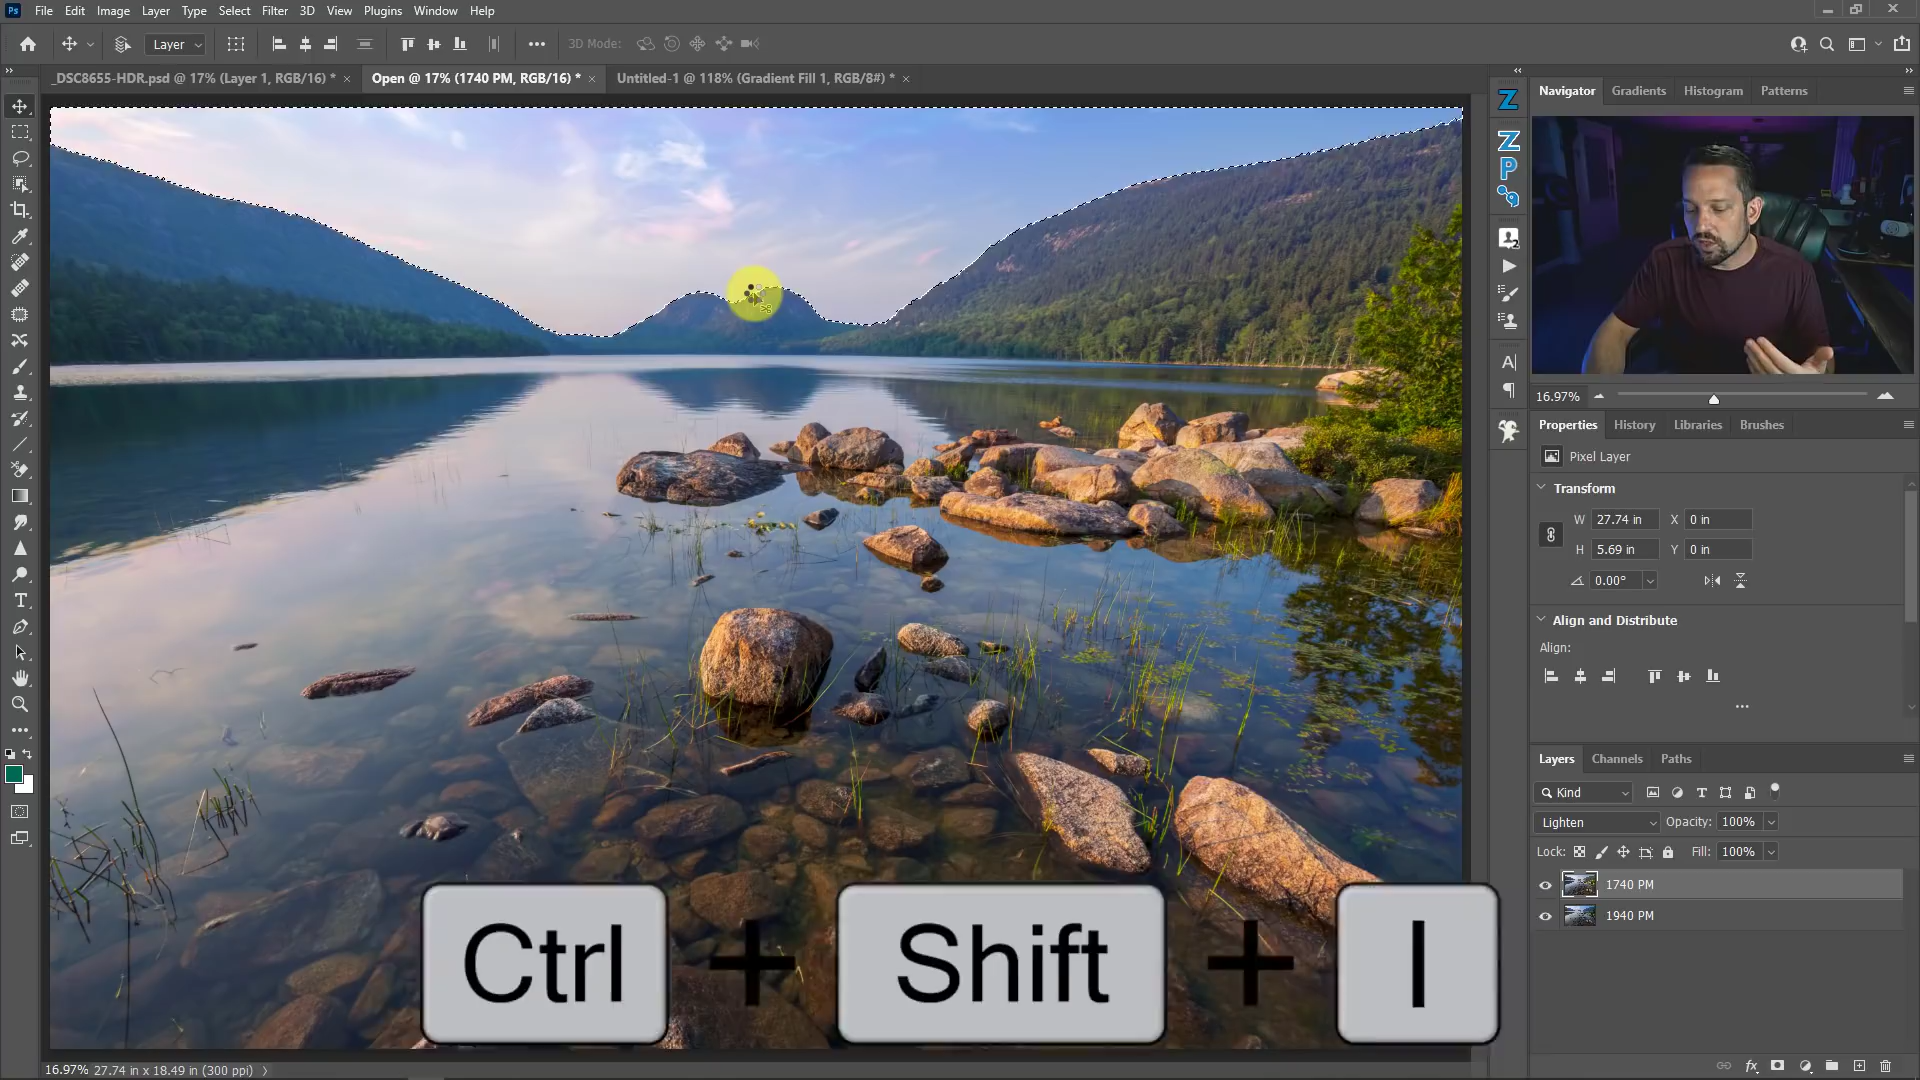 Ps File Edit Image Layer Type Select Filter 3D View Plugins Window Help
Layer 3D Mode:
_DSC8655-HDR.psd @ 17% (Layer 1, RGB/16) * × Open @ 17% (1740 PM, RGB/16) * × Untitled-1 @ 118% (Gradient Fill 1, RGB/8#) * ×
Navigator Gradients Histogram Patterns
16.97%
Properties History Libraries Brushes
Pixel Layer
Transform
W 27.74 in X 0 in
H 5.69 in Y 0 in
0.00°
Align and Distribute
Align:
Layers Channels Paths
Kind
Lighten Opacity: 100%
Lock: Fill: 100%
1740 PM
1940 PM
Ctrl + Shift + I
16.97% 27.74 in x 18.49 in (300 ppi)